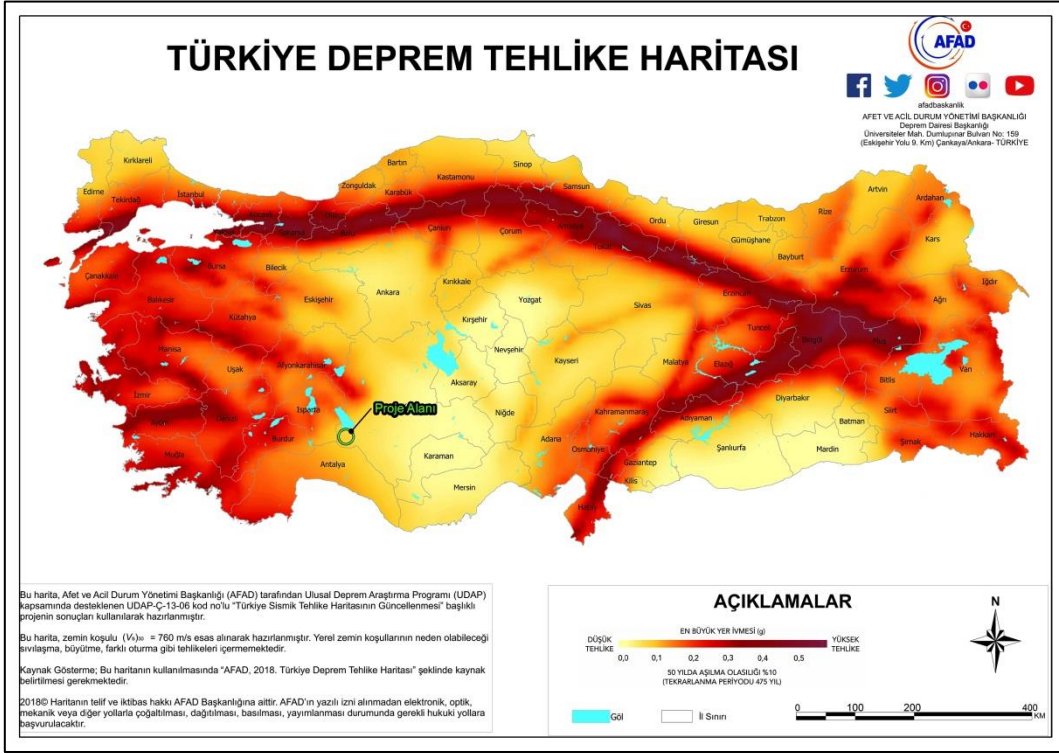 TÜRKİYE DEPREM TEHLİKE HARİTASI
AFAD
afadbaskanlik
AFET VE ACİL DURUM YÖNETİMİ BAŞKANLIĞI
Deprem Dairesi Başkanlığı
Üniversiteler Mah. Dumlupınar Bulvarı No: 159
(Eskişehir Yolu 9. Km) Çankaya/Ankara- TÜRKİYE
Kırklareli
Edirne
Tekirdağ
İstanbul
Zonguldak
Bartın
Karabük
Kastamonu
Sinop
Samsun
Çankırı
Çorum
Ordu
Giresun
Trabzon
Rize
Artvin
Ardahan
Kars
Gümüşhane
Bayburt
Erzurum
Erzincan
Iğdır
Ağrı
Çanakkale
Balıkesir
Bursa
Bilecik
Eskişehir
Kütahya
Ankara
Kırıkkale
Yozgat
Sivas
Kırşehir
Nevşehir
Kayseri
Tunceli
Bingöl
Muş
Van
Bitlis
Manisa
Uşak
Afyonkarahisar
Aksaray
Malatya
Elazığ
Diyarbakır
Siirt
Batman
İzmir
Aydın
Denizli
Isparta
Burdur
Proje Alanı
Niğde
Kahramanmaraş
Adıyaman
Mardin
Şırnak
Hakkari
Muğla
Antalya
Karaman
Mersin
Adana
Osmaniye
Gaziantep
Kilis
Şanlıurfa
Hatay
Bu harita, Afet ve Acil Durum Yönetimi Başkanlığı (AFAD) tarafından Ulusal Deprem Araştırma Programı (UDAP)
kapsamında desteklenen UDAP-Ç-13-06 kod no'lu "Türkiye Sismik Tehlike Haritasının Güncellenmesi" başlıklı
projenin sonuçları kullanılarak hazırlanmıştır.
Bu harita, zemin koşulu (Vs)30 = 760 m/s esas alınarak hazırlanmıştır. Yerel zemin koşullarının neden olabileceği
sıvılaşma, büyütme, farklı oturma gibi tehlikeleri içermemektedir.
Kaynak Gösterme; Bu haritanın kullanılmasında "AFAD, 2018. Türkiye Deprem Tehlike Haritası" şeklinde kaynak
belirtilmesi gerekmektedir.
2018© Haritanın telif ve iktibas hakkı AFAD Başkanlığına aittir. AFAD'ın yazılı izni alınmadan elektronik, optik,
mekanik veya diğer yollarla çoğaltılması, dağıtılması, basılması, yayımlanması durumunda gerekli hukuki yollara
başvurulacaktır.
AÇIKLAMALAR
EN BÜYÜK YER İVMESİ (g)
DÜŞÜK TEHLİKE
YÜKSEK TEHLİKE
0,0 0,1 0,2 0,3 0,4 0,5
50 YILDA AŞILMA OLASILIĞI %10
(TEKRARLANMA PERİYODU 475 YIL)
Göl
İl Sınırı
N
0 100 200 400
KM